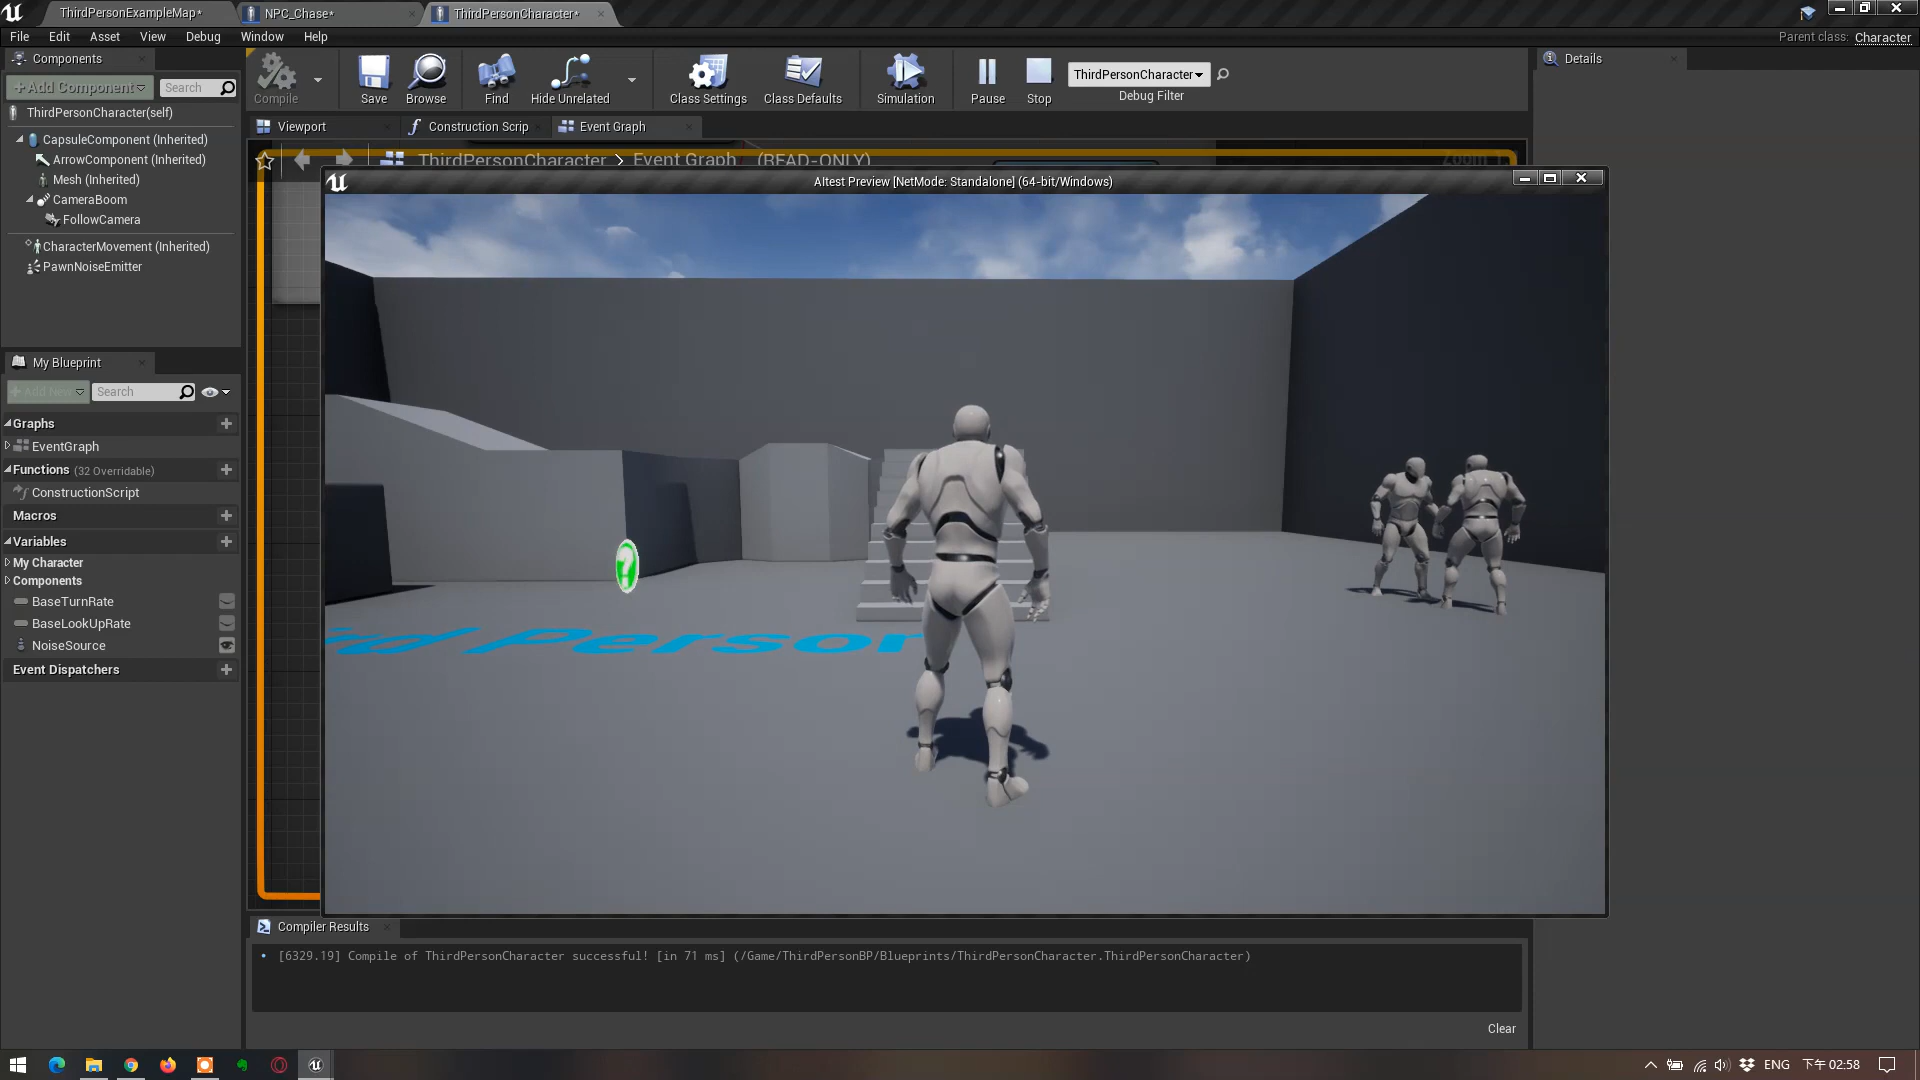 ThirdPersonExampleMap*
NPC_Chase*
ThirdPersonCharacter*
File Edit Asset View Debug Window Help
Parent class: Character
Components
+Add Component
Search
ThirdPersonCharacter(self)
CapsuleComponent (Inherited)
ArrowComponent (Inherited)
Mesh (Inherited)
CameraBoom
FollowCamera
CharacterMovement (Inherited)
PawnNoiseEmitter
Compile
Save
Browse
Find
Hide Unrelated
Class Settings
Class Defaults
Simulation
Pause
Stop
ThirdPersonCharacter
Debug Filter
Details
Viewport
Construction Scrip
Event Graph
ThirdPersonCharacter > Event Graph (READ-ONLY)
AItest Preview [NetMode: Standalone] (64-bit/Windows)
?
Person
My Blueprint
+ Add New
Search
Graphs
EventGraph
Functions (32 Overridable)
ConstructionScript
Macros
Variables
My Character
Components
BaseTurnRate
BaseLookUpRate
NoiseSource
Event Dispatchers
Compiler Results
[6329.19] Compile of ThirdPersonCharacter successful! [in 71 ms] (/Game/ThirdPersonBP/Blueprints/ThirdPersonCharacter.ThirdPersonCharacter)
Clear
ENG
下午 02:58